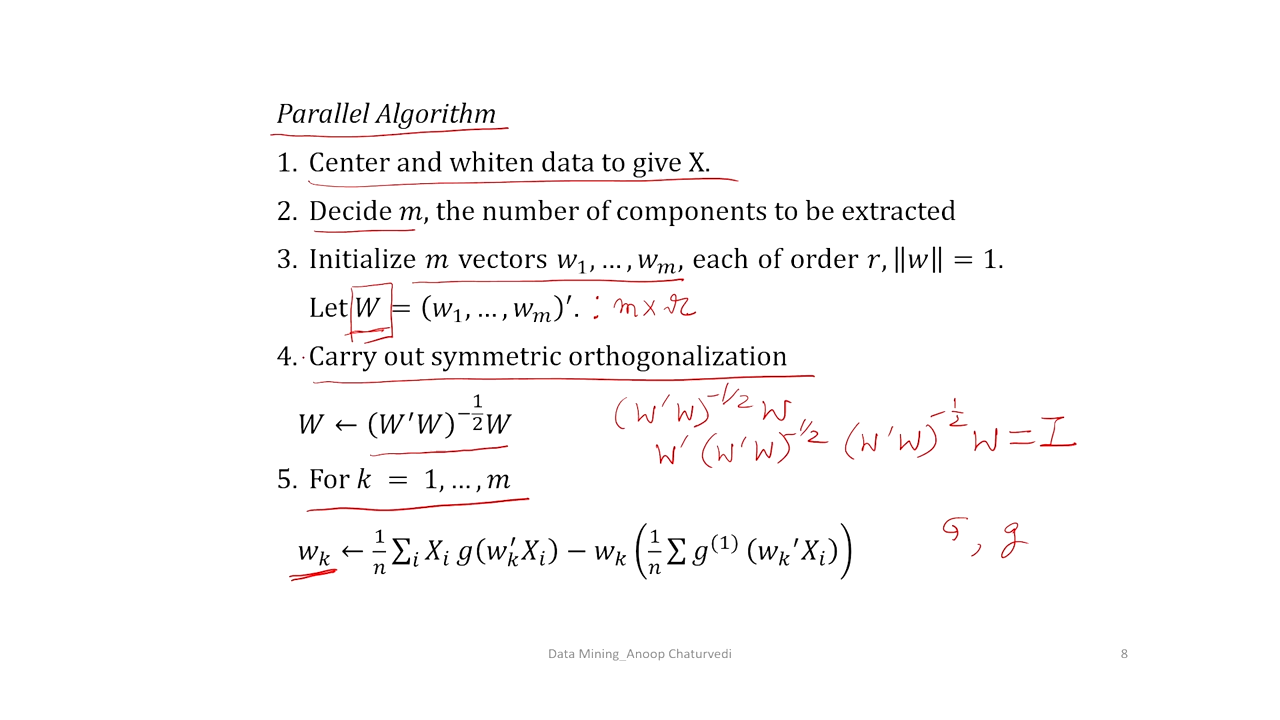 Parallel Algorithm
1. Center and whiten data to give X.
2. Decide m, the number of components to be extracted
3. Initialize m vectors w₁, … , wₘ, each of order r, ‖w‖ = 1.
Let W = (w₁, … , wₘ)′. : m × r
4. Carry out symmetric orthogonalization
W ← (W′W)^(−1/2) W
(W′W)^(−1/2) W
W′ (W′W)^(−1/2) (W′W)^(−1/2) W = I
5. For k = 1, … , m
wₖ ← 1/n ∑ᵢ Xᵢ g(wₖ′Xᵢ) − wₖ (1/n ∑ g⁽¹⁾ (wₖ′Xᵢ))
G, g
Data Mining_Anoop Chaturvedi
8